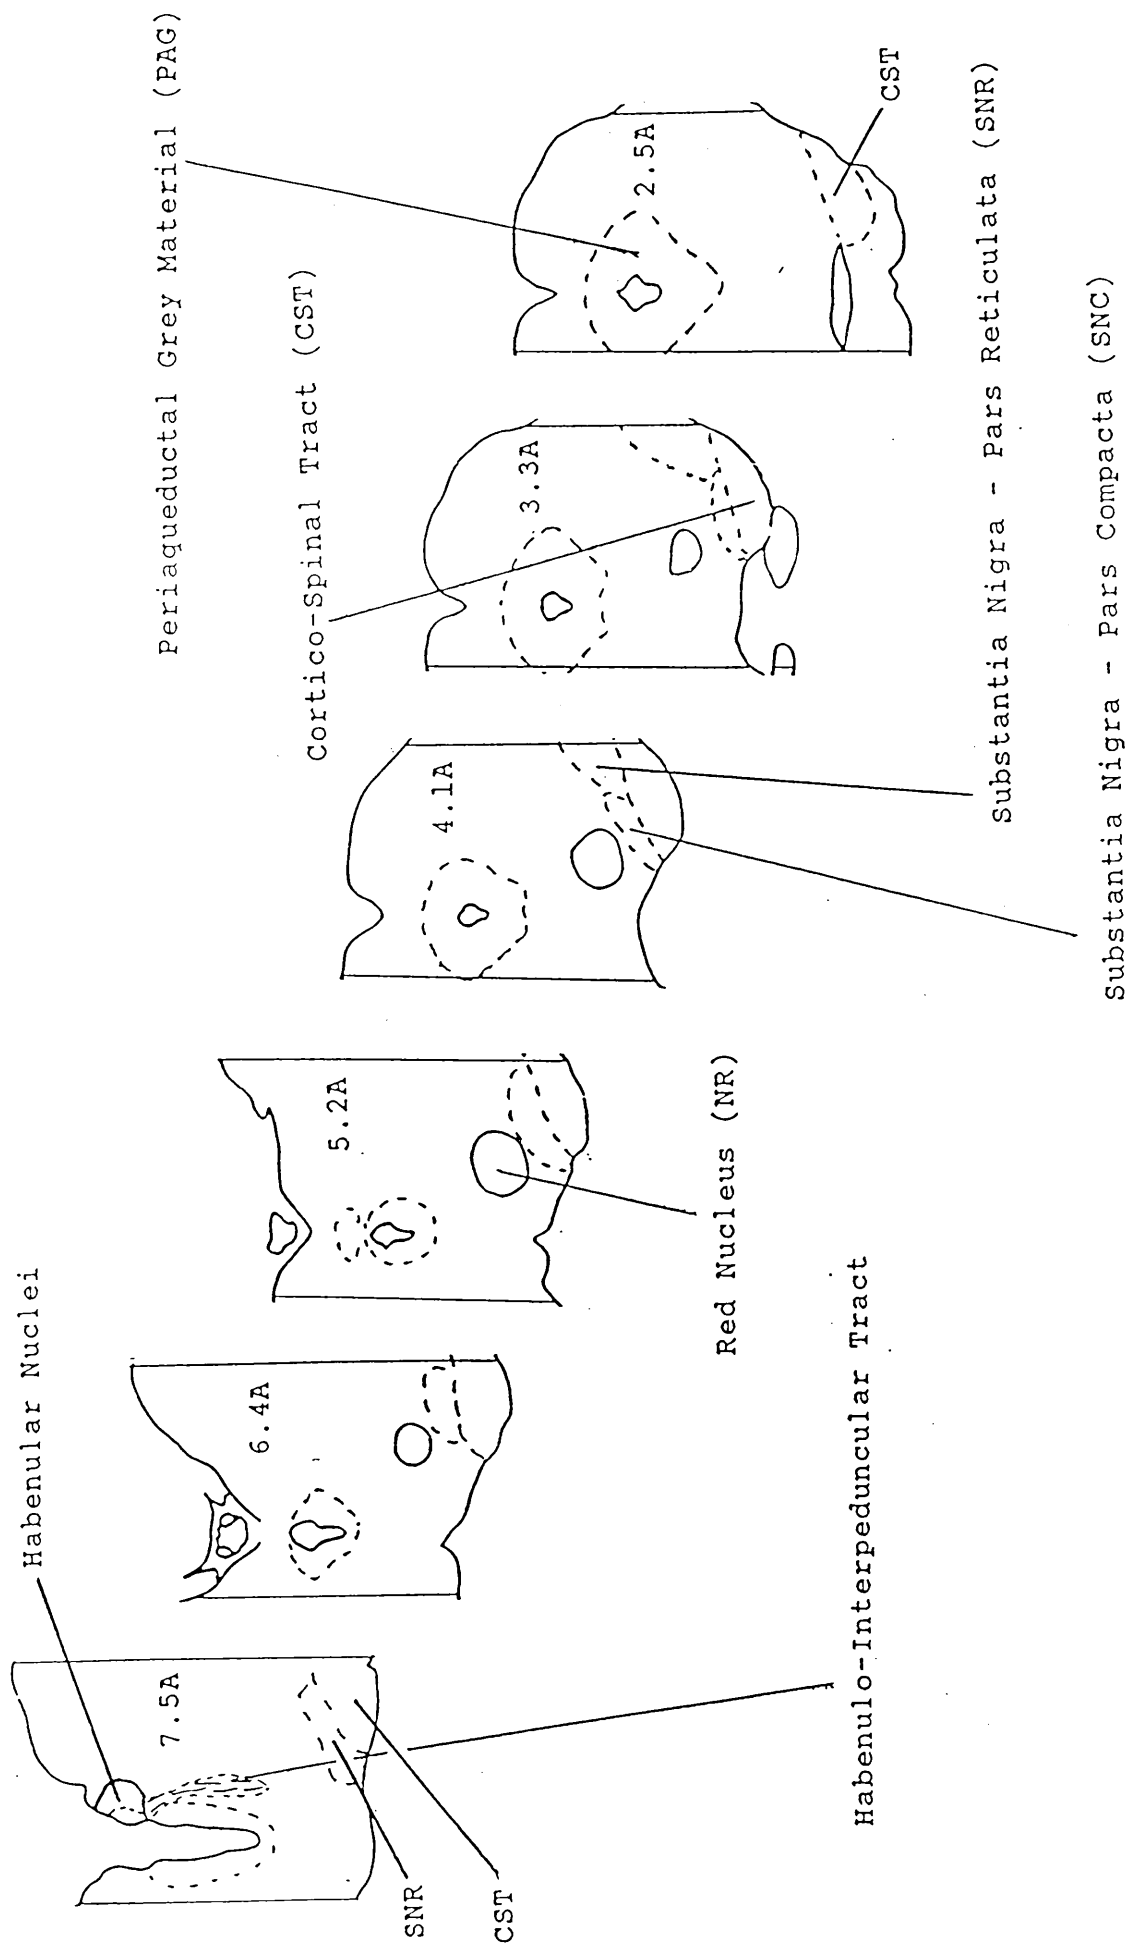 Habenular Nuclei
7.5A
SNR
CST
Habenulo-Interpeduncular Tract
6.4A
5.2A
Red Nucleus (NR)
4.1A
Substantia Nigra - Pars Compacta (SNC)
Substantia Nigra - Pars Reticulata (SNR)
3.3A
Cortico-Spinal Tract (CST)
2.5A
Periaqueductal Grey Material (PAG)
CST